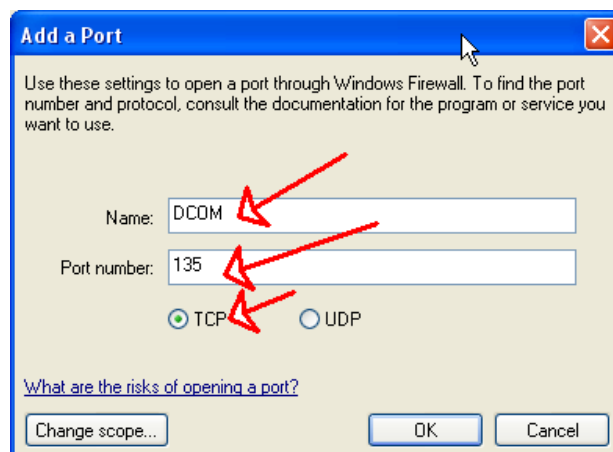 Add a Port
Use these settings to open a port through Windows Firewall. To find the port
number and protocol, consult the documentation for the program or service you
want to use.
Name: DCOM
Port number: 135
TCP UDP
What are the risks of opening a port?
Change scope... OK Cancel